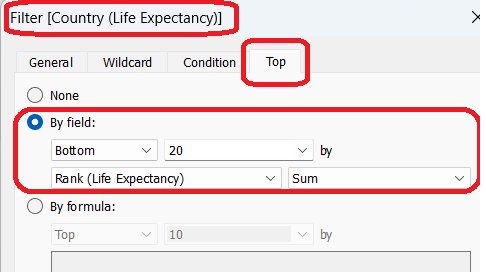 Filter [Country (Life Expectancy)]
General Wildcard Condition Top
None
By field:
Bottom 20 by
Rank (Life Expectancy) Sum
By formula:
Top 10 by